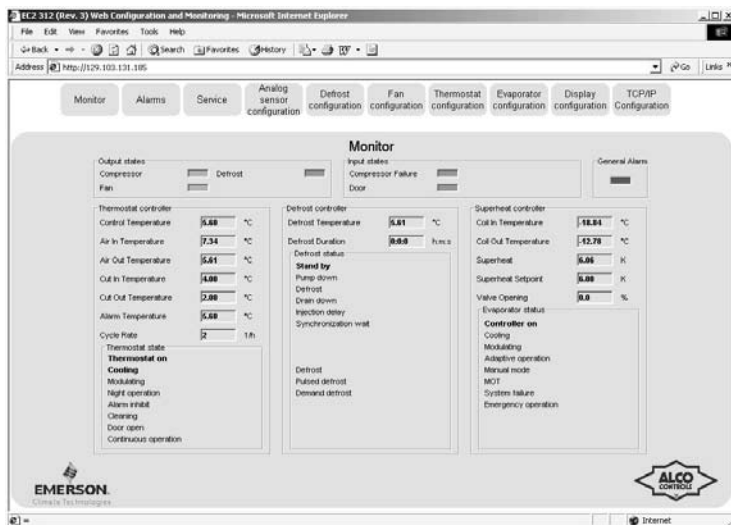 EC2 312 (Rev. 3) Web Configuration and Monitoring - Microsoft Internet Explorer
File Edit View Favorites Tools Help
Back Search Favorites History
Address http://129.103.131.185 Go Links
Monitor
Alarms
Service
Analog sensor configuration
Defrost configuration
Fan configuration
Thermostat configuration
Evaporator configuration
Display configuration
TCP/IP Configuration
Monitor
Output states
Compressor Defrost
Fan
Input states
Compressor Failure
Door
General Alarm
Thermostat controller
Control Temperature 5.60 °C
Air In Temperature 7.34 °C
Air Out Temperature 5.61 °C
Cut In Temperature 4.00 °C
Cut Out Temperature 2.00 °C
Alarm Temperature 5.60 °C
Cycle Rate 2 1/h
Thermostat state
Thermostat on
Cooling
Modulating
Night operation
Alarm inhibit
Cleaning
Door open
Continuous operation
Defrost controller
Defrost Temperature 5.61 °C
Defrost Duration 0:0:0 h:m:s
Defrost status
Stand by
Pump down
Defrost
Drain down
Injection delay
Synchronization wait
Defrost
Pulsed defrost
Demand defrost
Superheat controller
Coil In Temperature -18.84 °C
Coil Out Temperature -12.78 °C
Superheat 6.06 K
Superheat Setpoint 6.00 K
Valve Opening 0.0 %
Evaporator status
Controller on
Cooling
Modulating
Adaptive operation
Manual mode
MOT
System failure
Emergency operation
EMERSON.
Climate Technologies
ALCO
CONTROLS
Internet